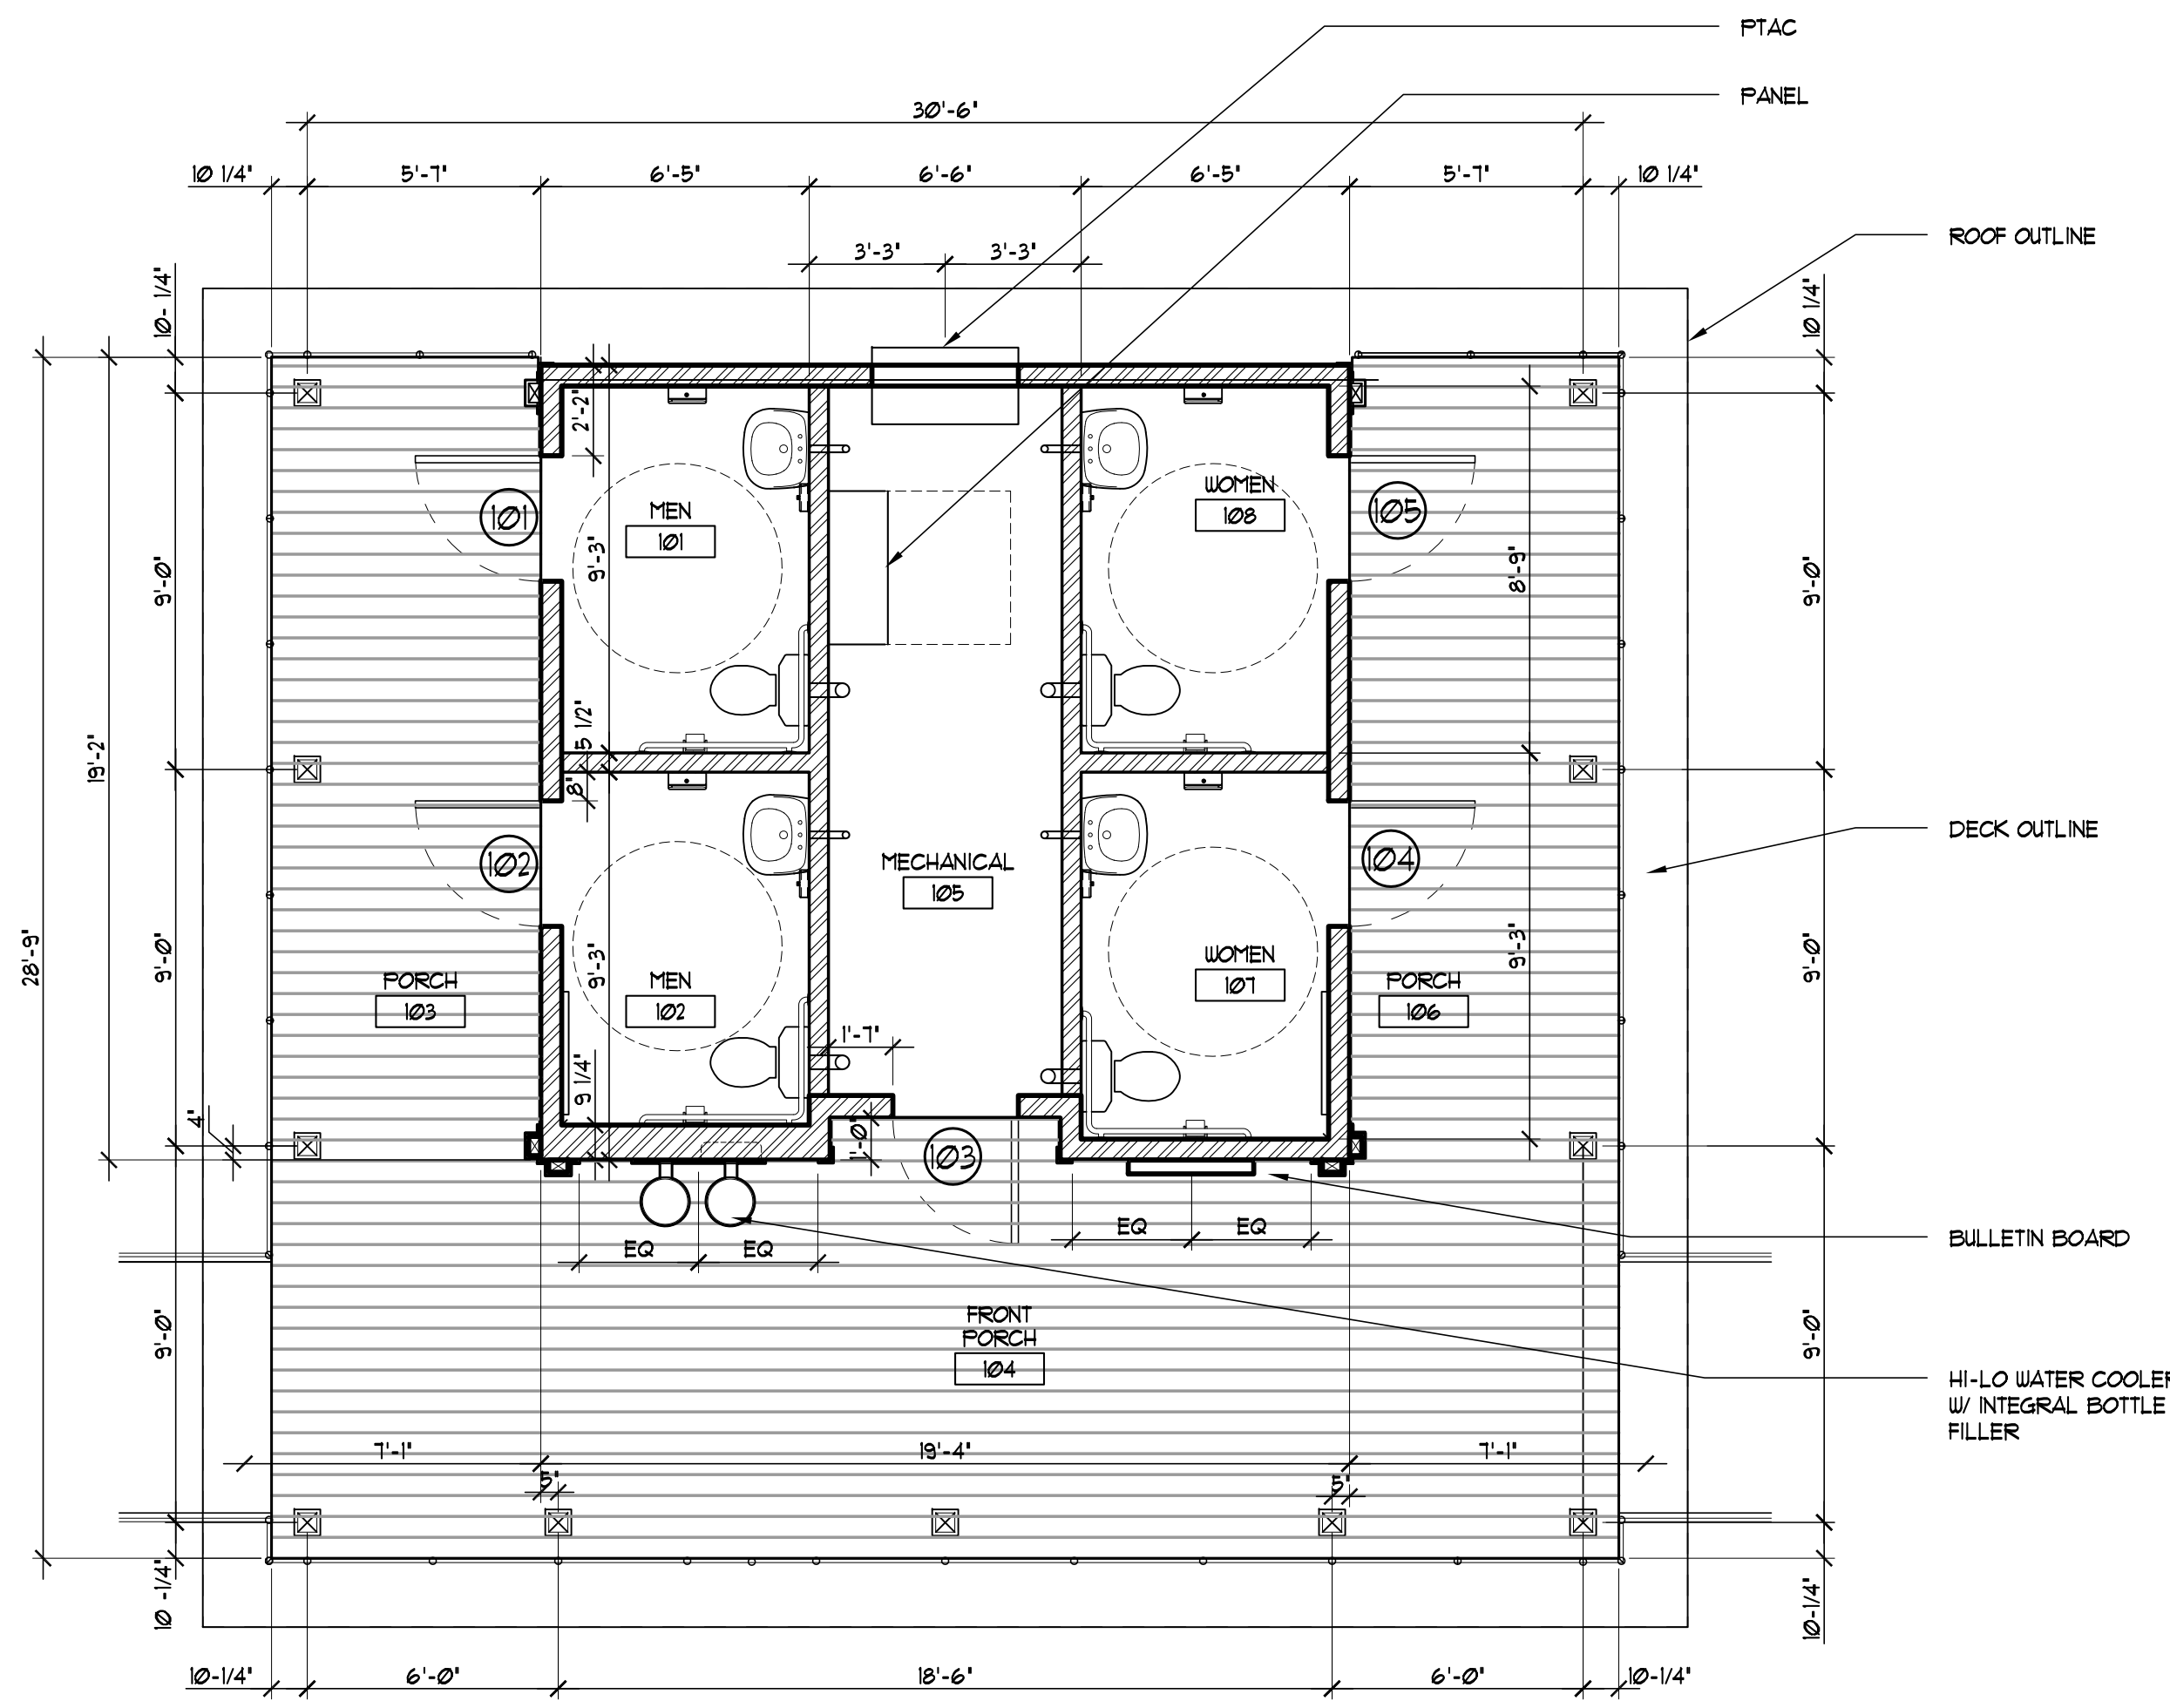 PTAC
PANEL
30'-6"
10 1/4"
5'-7"
6'-5"
6'-6"
6'-5"
5'-7"
10 1/4"
ROOF OUTLINE
3'-3"
3'-3"
10- 1/4"
10 1/4"
2'-2"
WOMEN
108
MEN
101
101
105
9'-3"
8'-9"
9'-0"
9'-0"
5 1/2"
19'-2"
8"
DECK OUTLINE
102
104
MECHANICAL
105
28'-9"
9'-0"
9'-3"
9'-3"
9'-0"
WOMEN
107
PORCH
103
MEN
102
PORCH
106
1'-7"
9 1/4"
4"
1'-0"
103
EQ
EQ
EQ
EQ
BULLETIN BOARD
FRONT
PORCH
104
9'-0"
9'-0"
HI-LO WATER COOLER
W/ INTEGRAL BOTTLE
FILLER
7'-1"
19'-4"
7'-1"
5"
5"
10 -1/4"
10-1/4"
10-1/4"
6'-0"
18'-6"
6'-0"
10-1/4"